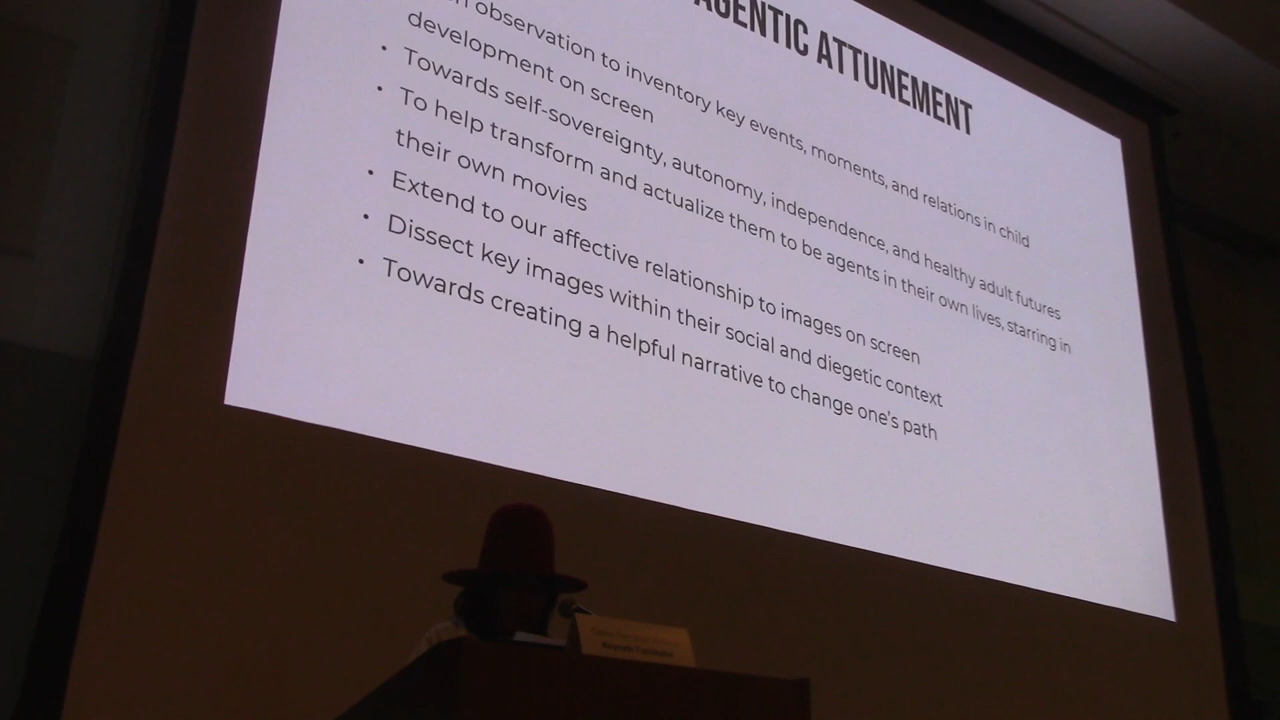 AGENTIC ATTUNEMENT
observation to inventory key events, moments, and relations in child
development on screen
• Towards self-sovereignty, autonomy, independence, and healthy adult futures
• To help transform and actualize them to be agents in their own lives, starring in
their own movies
• Extend to our affective relationship to images on screen
• Dissect key images within their social and diegetic context
• Towards creating a helpful narrative to change one's path